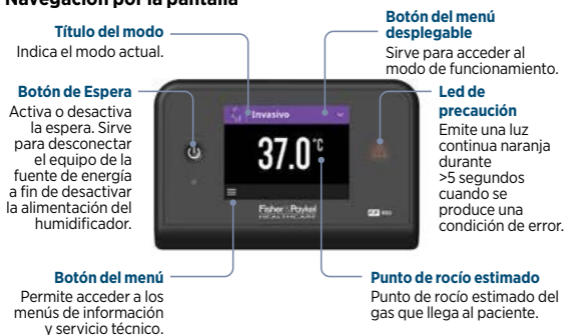 Navegación por la pantalla
Título del modo
Indica el modo actual.
Botón del menú
desplegable
Sirve para acceder al
modo de funcionamiento.
Botón de Espera
Activa o desactiva
la espera. Sirve
para desconectar
el equipo de la
fuente de energía
a fin de desactivar
la alimentación del
humidificador.
Invasivo
37.0°C
Fisher & Paykel
HEALTHCARE
Led de
precaución
Emite una luz
continua naranja
durante
>5 segundos
cuando se
produce una
condición de error.
Botón del menú
Permite acceder a los
menús de información
y servicio técnico.
Punto de rocío estimado
Punto de rocío estimado del
gas que llega al paciente.